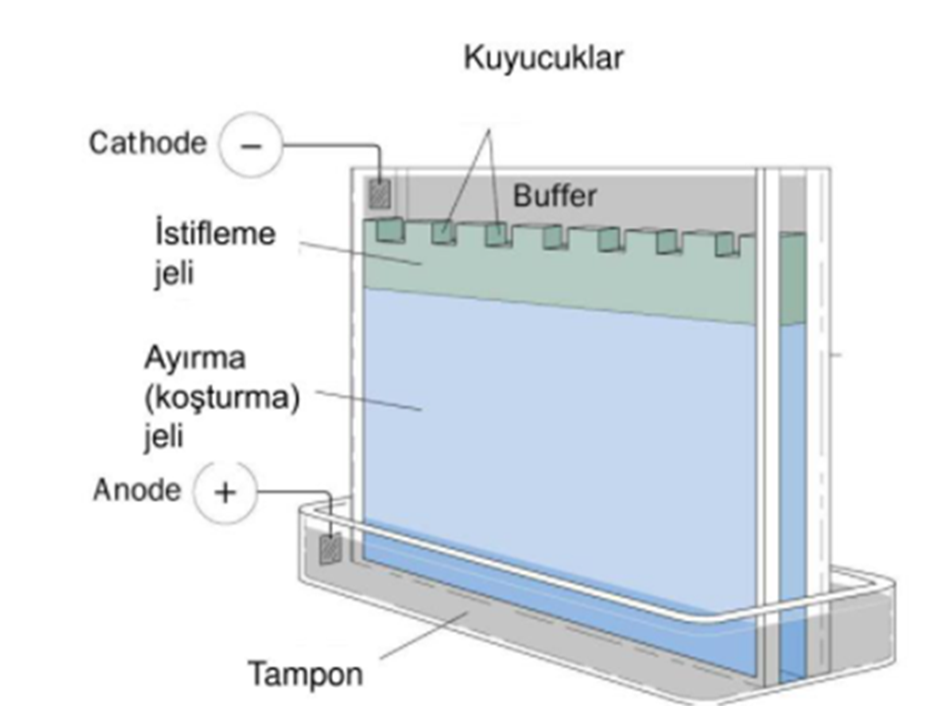 Kuyucuklar
Cathode −
Buffer
İstifleme
jeli
Ayırma
(koşturma)
jeli
Anode +
Tampon